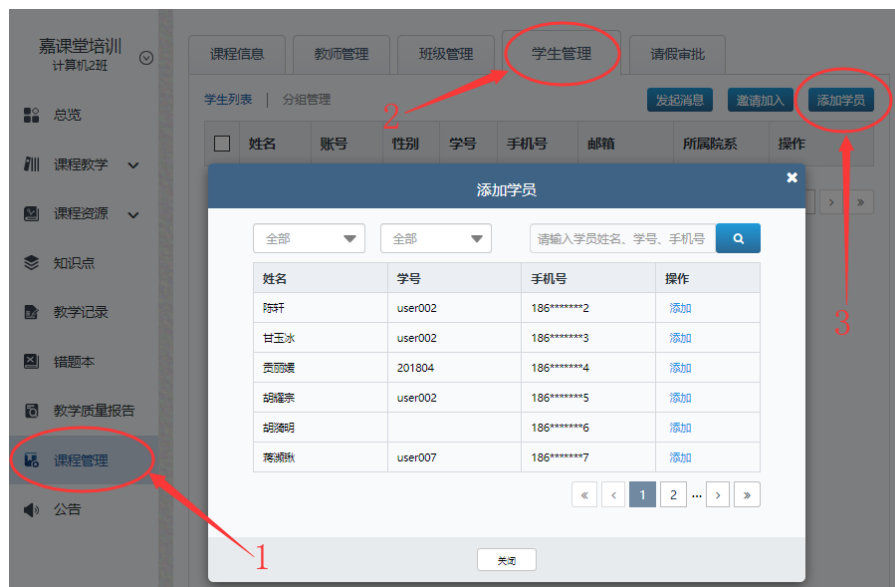 嘉课堂培训
计算机2班
总览
课程教学
课程资源
知识点
教学记录
错题本
教学质量报告
课程管理
公告
1
课程信息 教师管理 班级管理 学生管理 请假审批
学生列表 | 分组管理 2 发起消息 邀请加入 添加学员
姓名 账号 性别 学号 手机号 邮箱 所属院系 操作
3
添加学员
全部 全部 请输入学员姓名、学号、手机号
姓名 学号 手机号 操作
陈轩 user002 186*******2 添加
甘玉冰 user002 186*******3 添加
贡丽媛 201804 186*******4 添加
胡耀宗 user002 186*******5 添加
胡漪明 186*******6 添加
user007 186*******7 添加
« < 1 2 ... > »
关闭